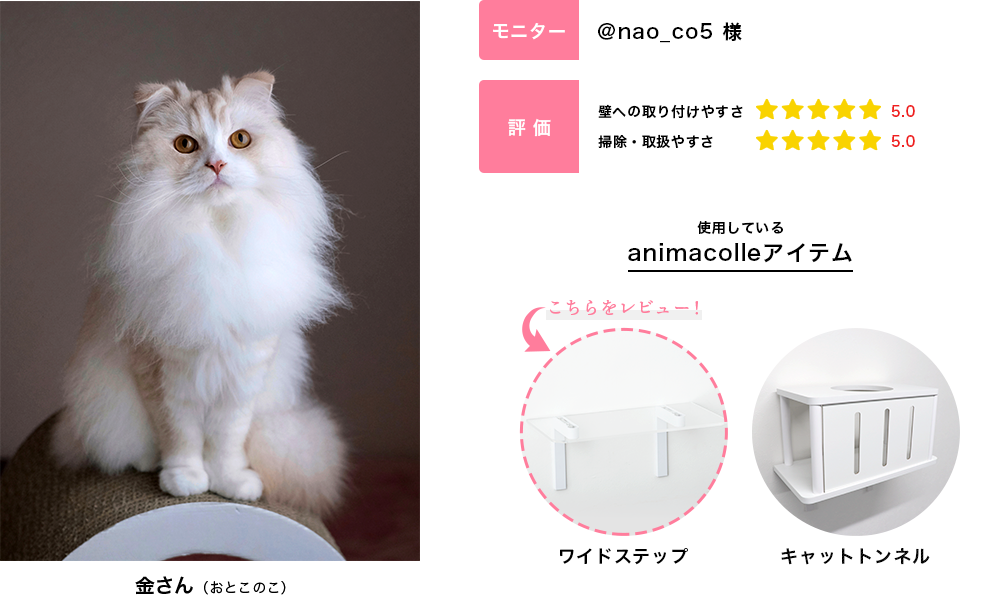 モニター
@nao_co5 様
評価
壁への取り付けやすさ ★★★★★ 5.0
掃除・取扱やすさ ★★★★★ 5.0
使用している
animacolleアイテム
こちらをレビュー！
ワイドステップ
キャットトンネル
金さん（おとこのこ）